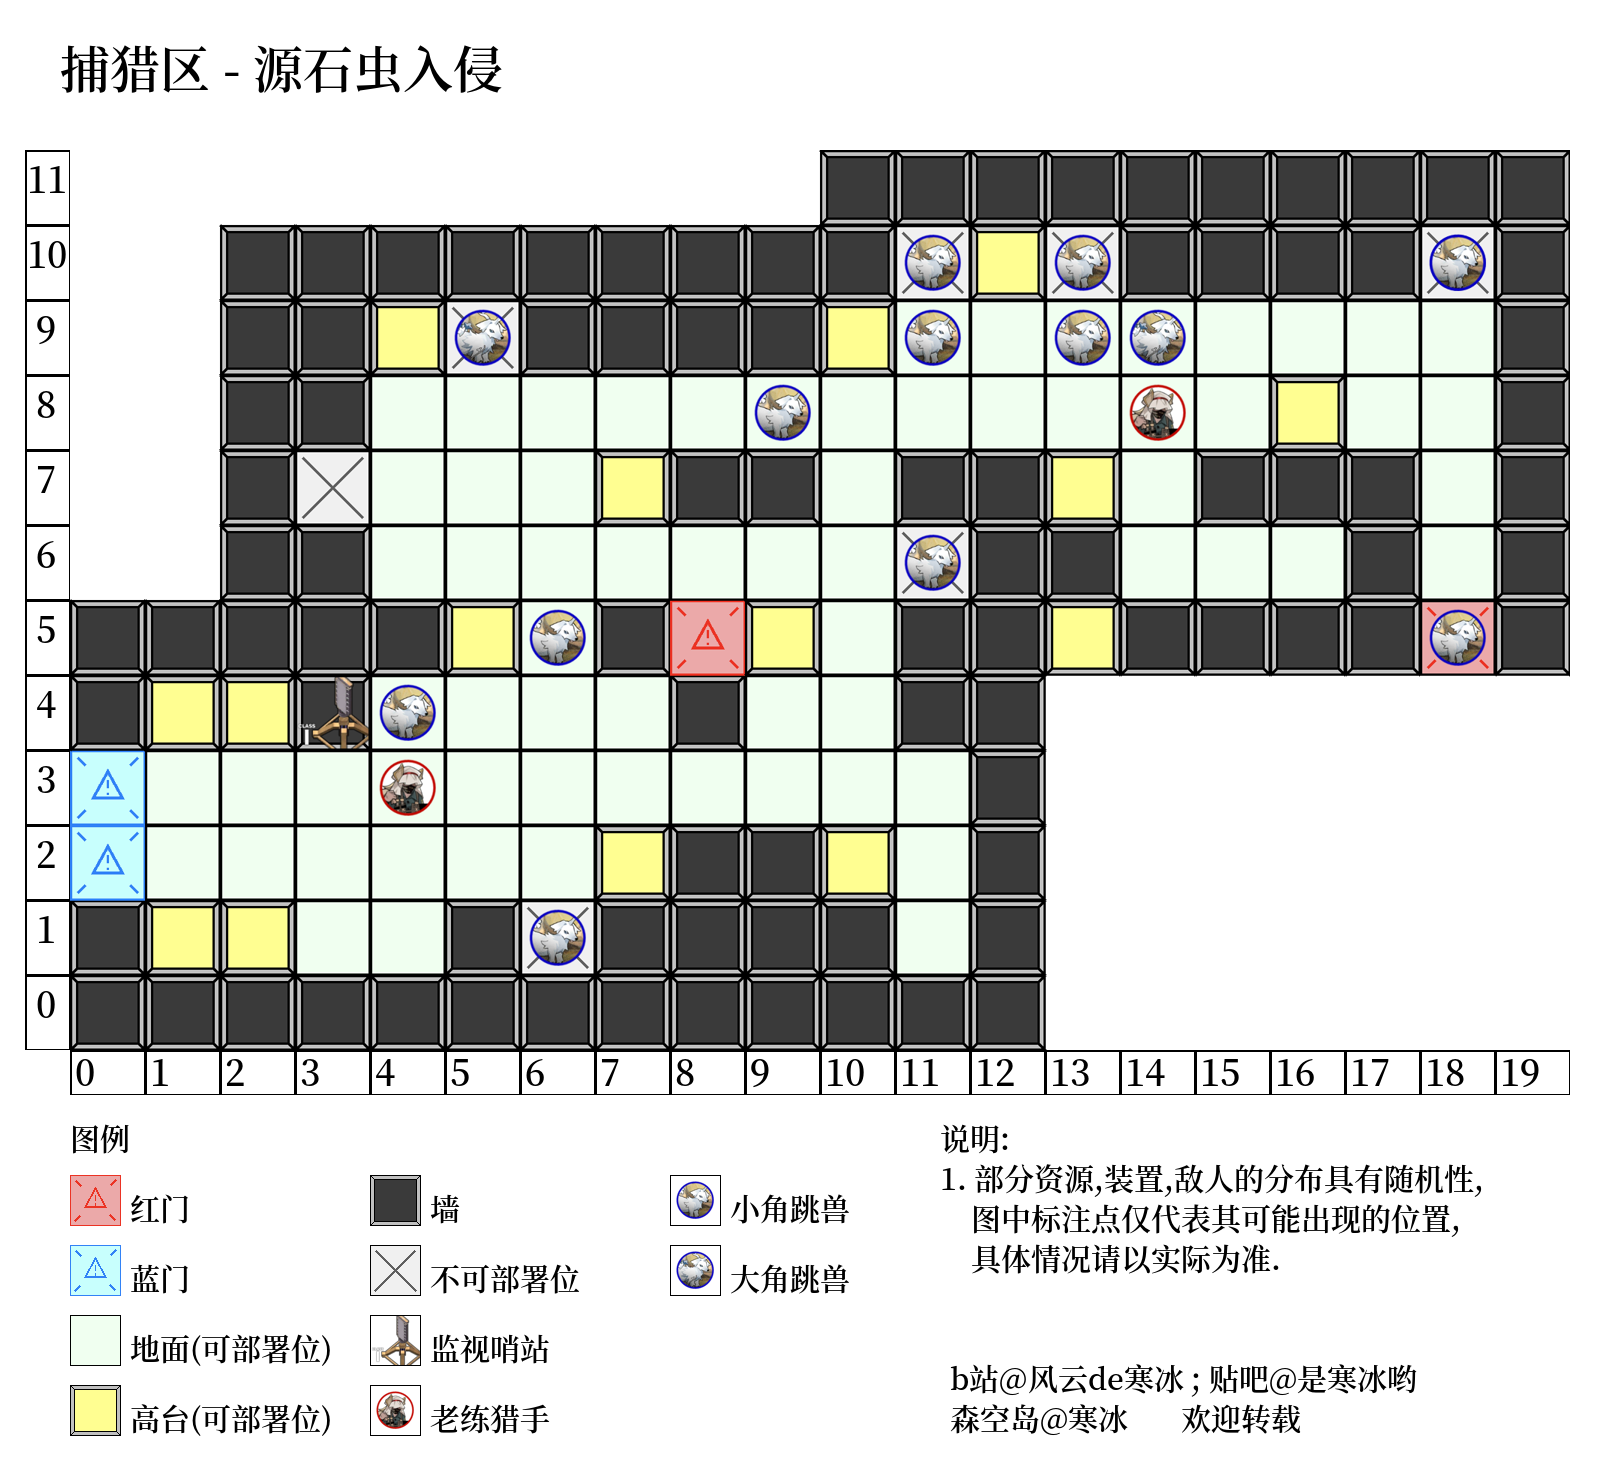 捕猎区 - 源石虫入侵
11
10
9
8
7
6
5
4
CLASS
I
3
2
1
0
0 1 2 3 4 5 6 7 8 9 10 11 12 13 14 15 16 17 18 19
图例
红门 墙 小角跳兽
蓝门 不可部署位 大角跳兽
地面(可部署位) 监视哨站
高台(可部署位) 老练猎手
说明:
1. 部分资源,装置,敌人的分布具有随机性,
图中标注点仅代表其可能出现的位置,
具体情况请以实际为准.
b站@风云de寒冰 ; 贴吧@是寒冰哟
森空岛@寒冰 欢迎转载